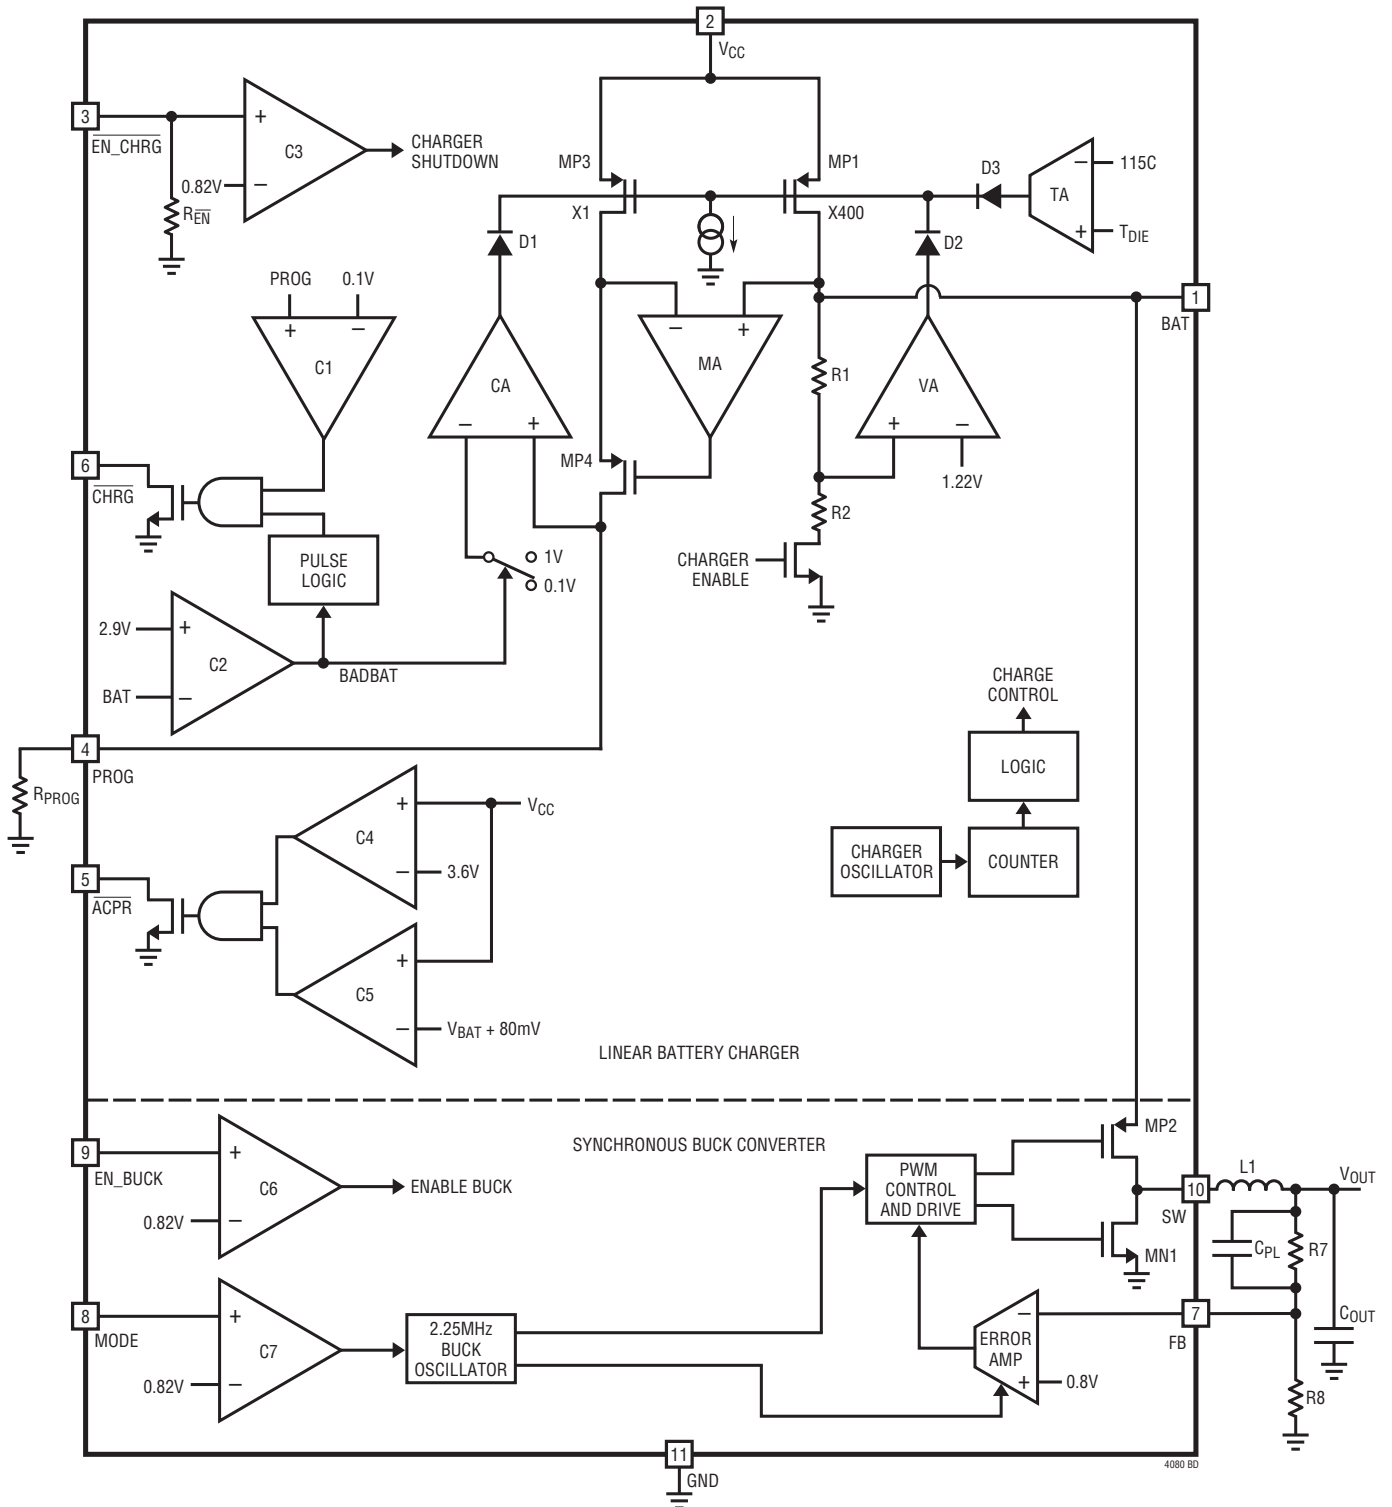 2
VCC
3
EN_CHRG
+
C3
0.82V
–
CHARGER
SHUTDOWN
REN
MP3
X1
MP1
X400
D3
TA
–
115C
+
TDIE
D1
D2
PROG
0.1V
+
–
C1
CA
–
+
–
+
MA
R1
VA
+
–
1.22V
1
BAT
6
CHRG
MP4
R2
PULSE
LOGIC
1V
0.1V
CHARGER
ENABLE
2.9V
+
C2
BAT
–
BADBAT
CHARGE
CONTROL
LOGIC
4
PROG
RPROG
+
VCC
C4
–
3.6V
CHARGER
OSCILLATOR
COUNTER
5
ACPR
+
C5
–
VBAT + 80mV
LINEAR BATTERY CHARGER
9
EN_BUCK
+
C6
0.82V
–
ENABLE BUCK
SYNCHRONOUS BUCK CONVERTER
PWM
CONTROL
AND DRIVE
MP2
MN1
10
SW
L1
VOUT
CPL
R7
COUT
8
MODE
+
C7
0.82V
–
2.25MHz
BUCK
OSCILLATOR
–
ERROR
AMP
+
0.8V
7
FB
R8
11
GND
4080 BD